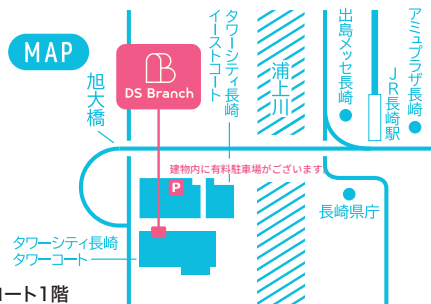 MAP
DS Branch
旭大橋
タワーシティ長崎
イーストコート
浦上川
出島メッセ長崎
JR長崎駅
アミュプラザ長崎
建物内に有料駐車場がございます。
P
長崎県庁
タワーシティ長崎
タワーコート
コート1階